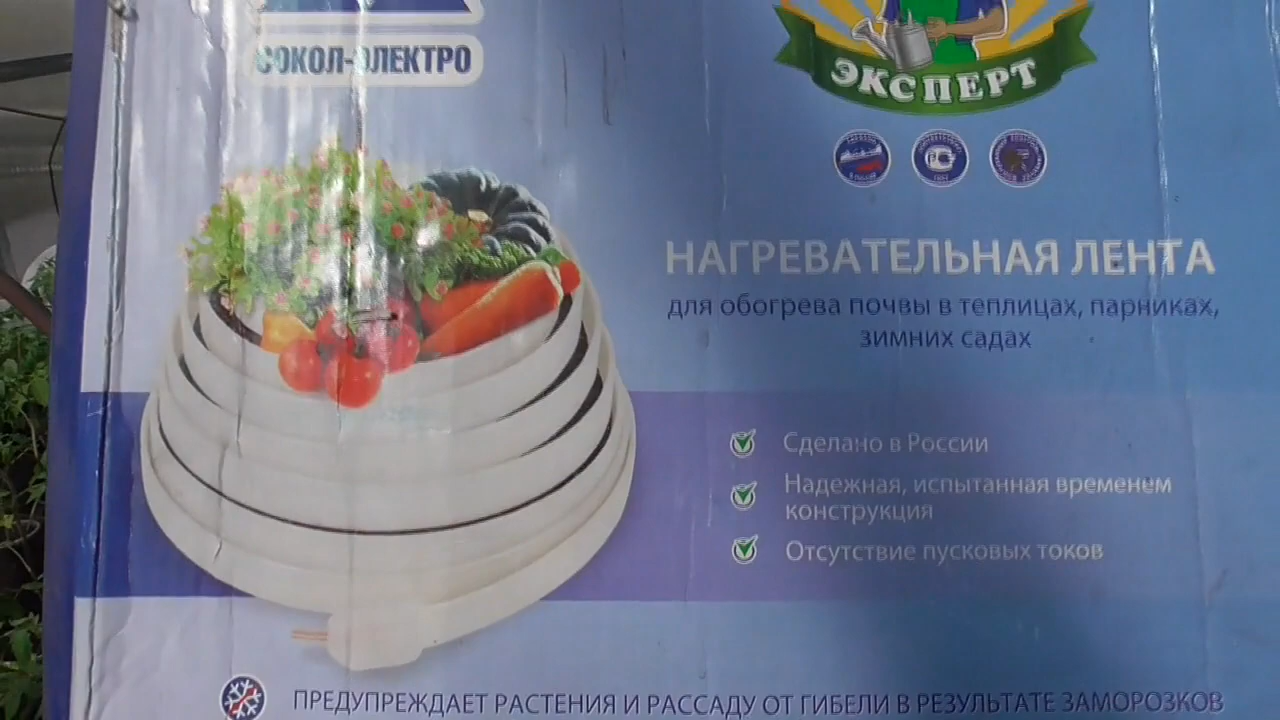 СОКОЛ-ЭЛЕКТРО
ЭКСПЕРТ
НАГРЕВАТЕЛЬНАЯ ЛЕНТА
для обогрева почвы в теплицах, парниках,
зимних садах
Сделано в России
Надежная, испытанная временем
конструкция
Отсутствие пусковых токов
ПРЕДУПРЕЖДАЕТ РАСТЕНИЯ И РАССАДУ ОТ ГИБЕЛИ В РЕЗУЛЬТАТЕ ЗАМОРОЗКОВ